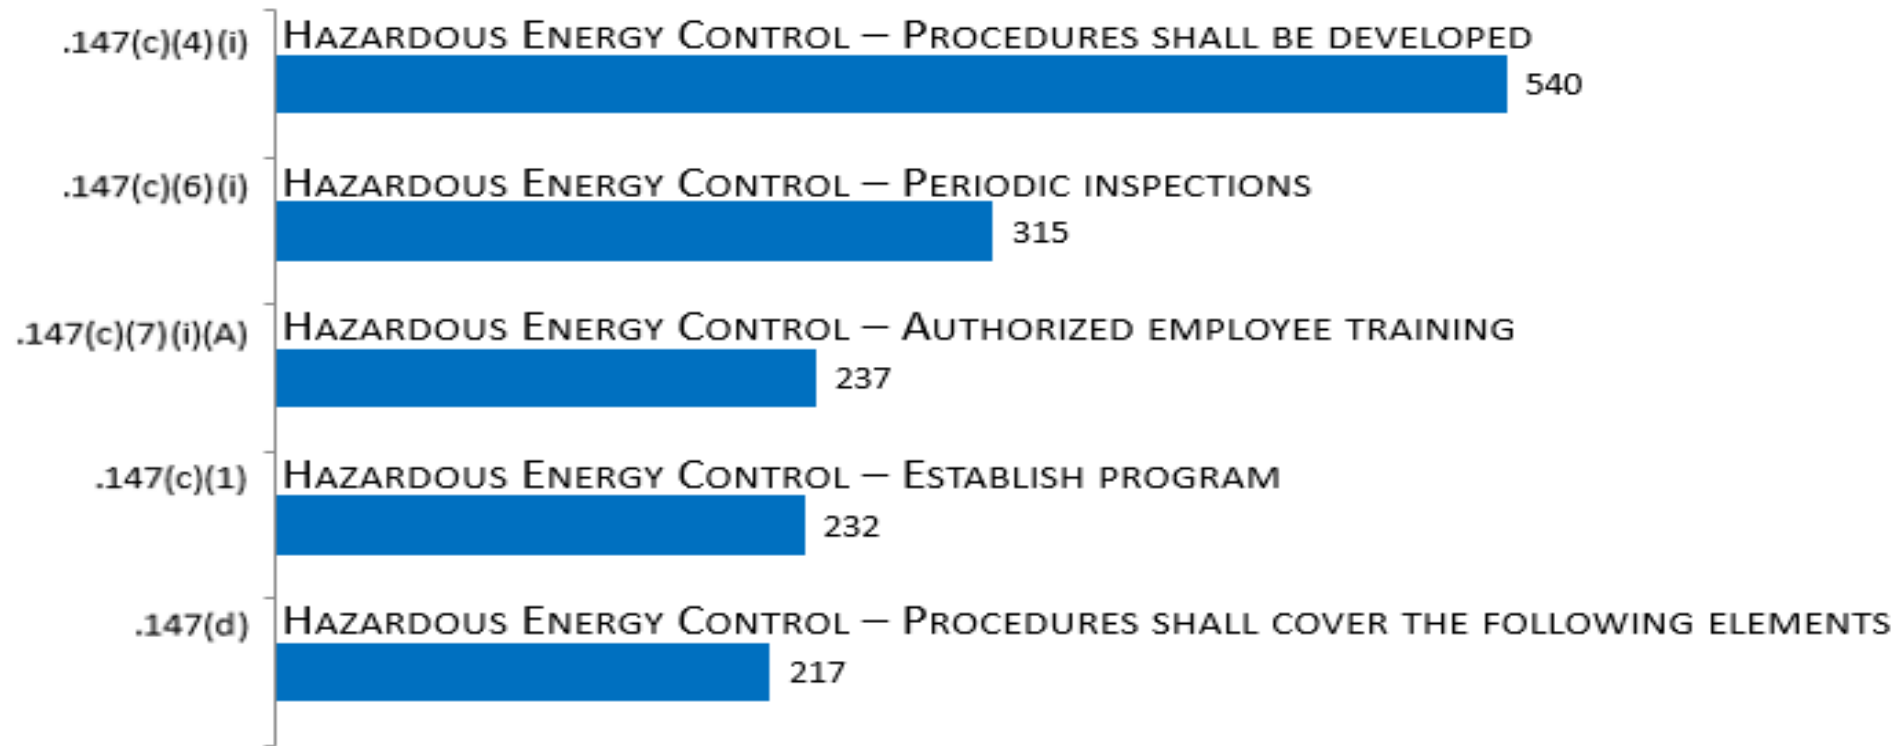 .147(c)(4)(i) Hazardous Energy Control – Procedures shall be developed
540
.147(c)(6)(i) Hazardous Energy Control – Periodic inspections
315
.147(c)(7)(i)(A) Hazardous Energy Control – Authorized employee training
237
.147(c)(1) Hazardous Energy Control – Establish program
232
.147(d) Hazardous Energy Control – Procedures shall cover the following elements
217